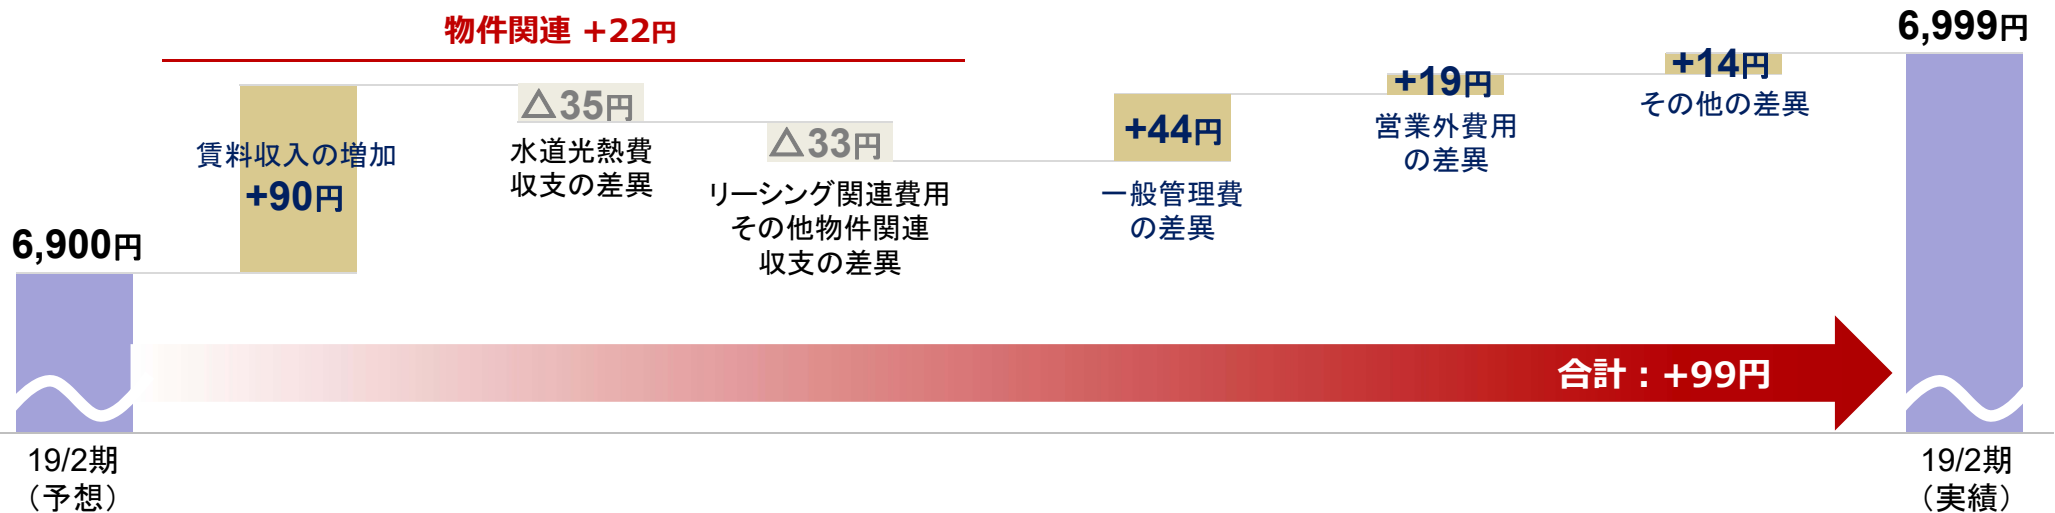 物件関連 +22円
6,999円
6,900円
賃料収入の増加
+90円
△35円
水道光熱費
収支の差異
△33円
リーシング関連費用
その他物件関連
収支の差異
+44円
一般管理費
の差異
+19円
営業外費用
の差異
+14円
その他の差異
合計：+99円
19/2期
（予想）
19/2期
（実績）